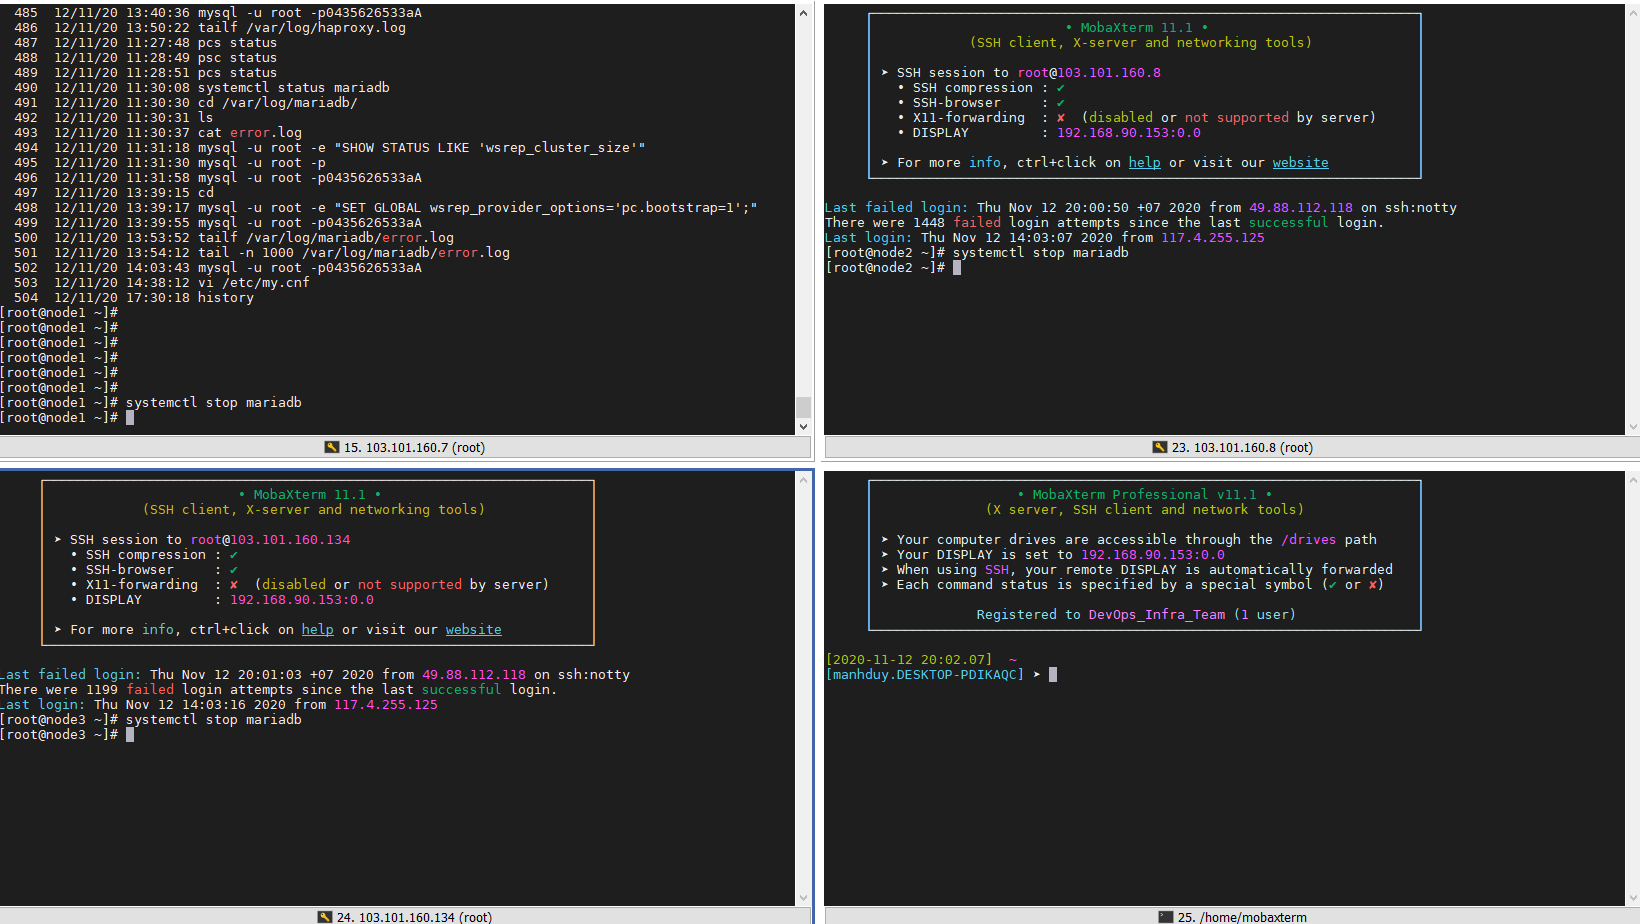 485  12/11/20 13:40:36 mysql -u root -p0435626533aA
486  12/11/20 13:50:22 tailf /var/log/haproxy.log
487  12/11/20 11:27:48 pcs status
488  12/11/20 11:28:49 psc status
489  12/11/20 11:28:51 pcs status
490  12/11/20 11:30:08 systemctl status mariadb
491  12/11/20 11:30:30 cd /var/log/mariadb/
492  12/11/20 11:30:31 ls
493  12/11/20 11:30:37 cat error.log
494  12/11/20 11:31:18 mysql -u root -e "SHOW STATUS LIKE 'wsrep_cluster_size'"
495  12/11/20 11:31:30 mysql -u root -p
496  12/11/20 11:31:58 mysql -u root -p0435626533aA
497  12/11/20 13:39:15 cd
498  12/11/20 13:39:17 mysql -u root -e "SET GLOBAL wsrep_provider_options='pc.bootstrap=1';"
499  12/11/20 13:39:55 mysql -u root -p0435626533aA
500  12/11/20 13:53:52 tailf /var/log/mariadb/error.log
501  12/11/20 13:54:12 tail -n 1000 /var/log/mariadb/error.log
502  12/11/20 14:03:43 mysql -u root -p0435626533aA
503  12/11/20 14:38:12 vi /etc/my.cnf
504  12/11/20 17:30:18 history
[root@node1 ~]#
[root@node1 ~]#
[root@node1 ~]#
[root@node1 ~]#
[root@node1 ~]#
[root@node1 ~]#
[root@node1 ~]# systemctl stop mariadb
[root@node1 ~]#
15. 103.101.160.7 (root)
• MobaXterm 11.1 •
(SSH client, X-server and networking tools)
➤ SSH session to root@103.101.160.8
• SSH compression : ✔
• SSH-browser     : ✔
• X11-forwarding  : ✘  (disabled or not supported by server)
• DISPLAY         : 192.168.90.153:0.0
➤ For more info, ctrl+click on help or visit our website
Last failed login: Thu Nov 12 20:00:50 +07 2020 from 49.88.112.118 on ssh:notty
There were 1448 failed login attempts since the last successful login.
Last login: Thu Nov 12 14:03:07 2020 from 117.4.255.125
[root@node2 ~]# systemctl stop mariadb
[root@node2 ~]#
23. 103.101.160.8 (root)
• MobaXterm 11.1 •
(SSH client, X-server and networking tools)
➤ SSH session to root@103.101.160.134
• SSH compression : ✔
• SSH-browser     : ✔
• X11-forwarding  : ✘  (disabled or not supported by server)
• DISPLAY         : 192.168.90.153:0.0
➤ For more info, ctrl+click on help or visit our website
Last failed login: Thu Nov 12 20:01:03 +07 2020 from 49.88.112.118 on ssh:notty
There were 1199 failed login attempts since the last successful login.
Last login: Thu Nov 12 14:03:16 2020 from 117.4.255.125
[root@node3 ~]# systemctl stop mariadb
[root@node3 ~]#
24. 103.101.160.134 (root)
• MobaXterm Professional v11.1 •
(X server, SSH client and network tools)
➤ Your computer drives are accessible through the /drives path
➤ Your DISPLAY is set to 192.168.90.153:0.0
➤ When using SSH, your remote DISPLAY is automatically forwarded
➤ Each command status is specified by a special symbol (✔ or ✘)
Registered to DevOps_Infra_Team (1 user)
[2020-11-12 20:02.07]  ~
[manhduy.DESKTOP-PDIKAQC] ➤
25. /home/mobaxterm